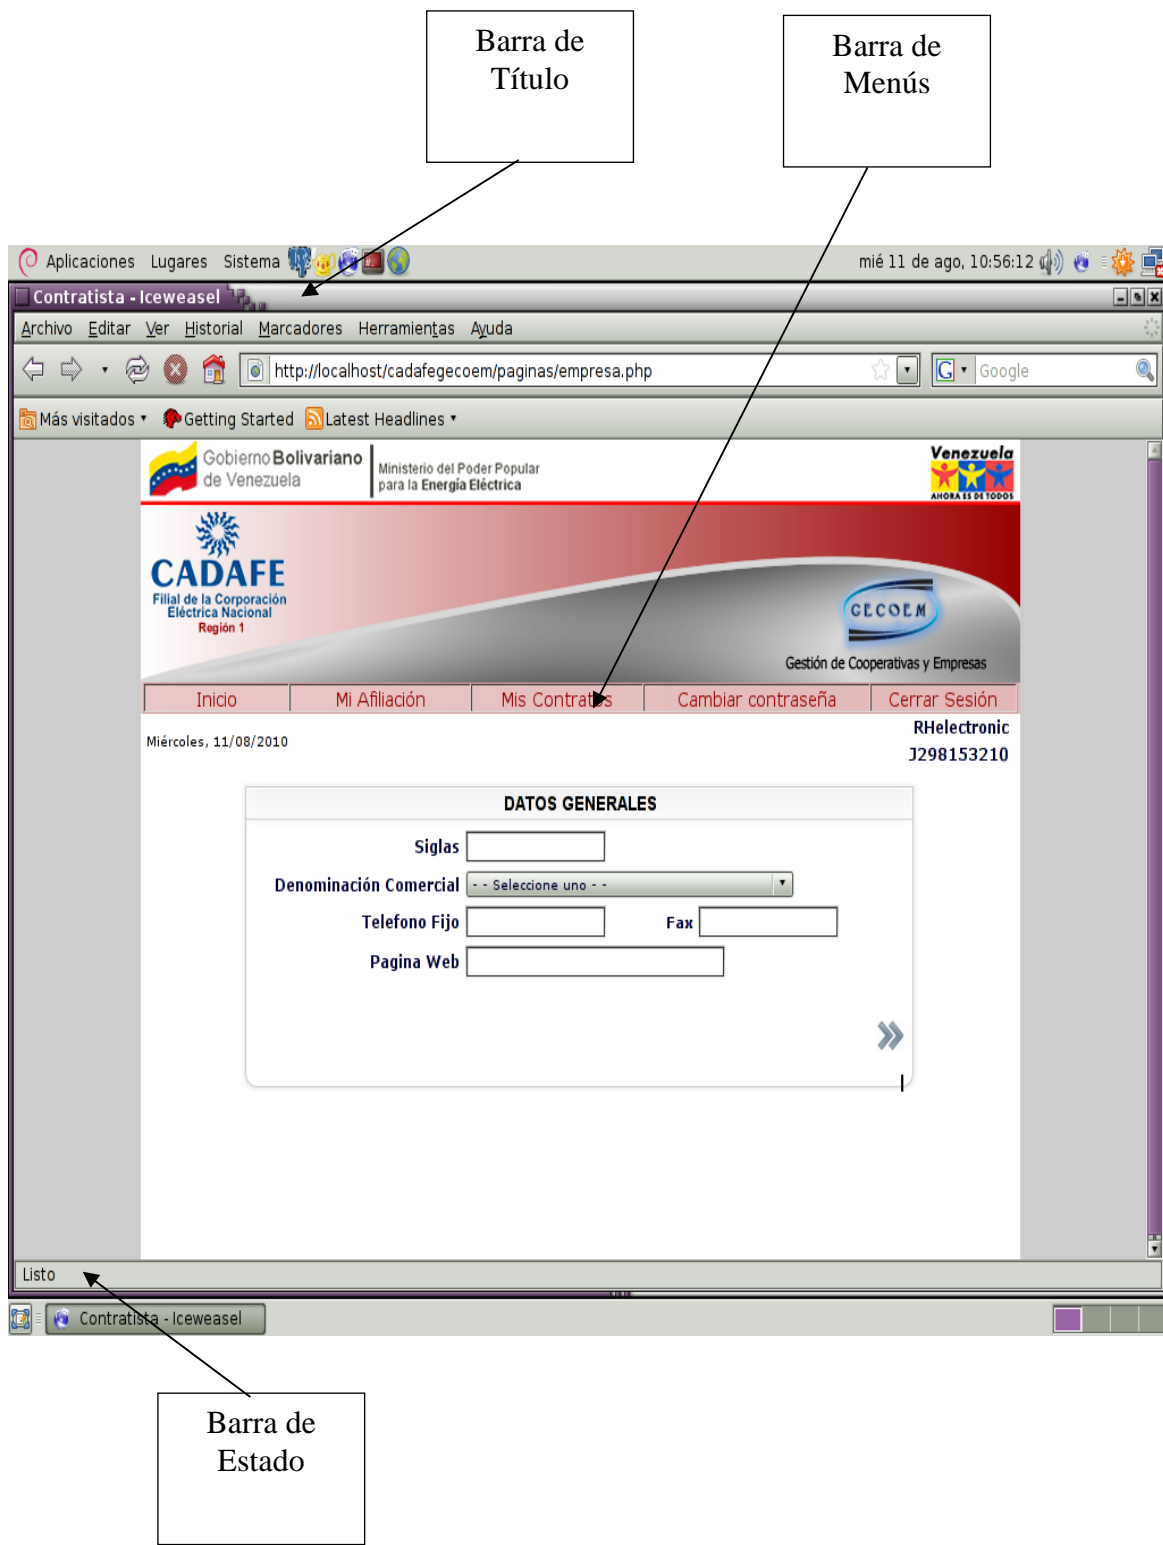 Barra de
Título
Barra de
Menús
Aplicaciones Lugares Sistema mié 11 de ago, 10:56:12
Contratista - Iceweasel
Archivo Editar Ver Historial Marcadores Herramientas Ayuda
http://localhost/cadafegecoem/paginas/empresa.php G Google
Más visitados Getting Started Latest Headlines
Gobierno Bolivariano
de Venezuela
Ministerio del Poder Popular
para la Energía Eléctrica
Venezuela
AHORA ES DE TODOS
CADAFE
Filial de la Corporación
Eléctrica Nacional
Región 1
GECOEM
Gestión de Cooperativas y Empresas
Inicio Mi Afiliación Mis Contratos Cambiar contraseña Cerrar Sesión
RHelectronic
Miércoles, 11/08/2010
J298153210
DATOS GENERALES
Siglas
Denominación Comercial - - Seleccione uno - -
Telefono Fijo Fax
Pagina Web
Listo
Contratista - Iceweasel
Barra de
Estado